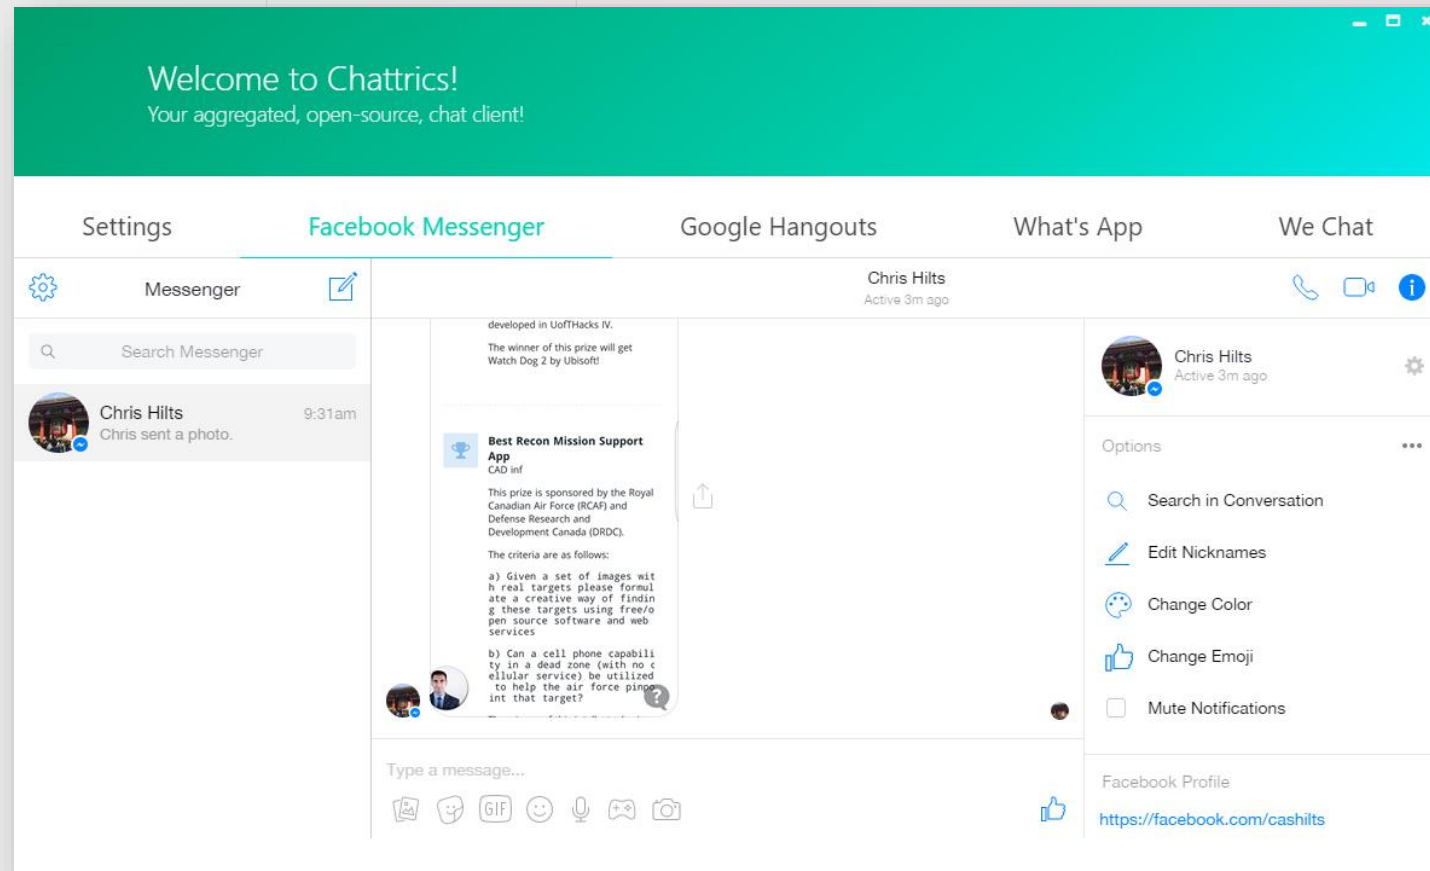 Welcome to Chattrics!
Your aggregated, open-source, chat client!
Settings
Facebook Messenger
Google Hangouts
What's App
We Chat
Messenger
Search Messenger
Chris Hilts
9:31am
Chris sent a photo.
Chris Hilts
Active 3m ago
developed in UofTHacks IV.
The winner of this prize will get
Watch Dog 2 by Ubisoft!
Best Recon Mission Support
App
CAD inf
This prize is sponsored by the Royal
Canadian Air Force (RCAF) and
Defense Research and
Development Canada (DRDC).
The criteria are as follows:
a) Given a set of images wit
h real targets please formul
ate a creative way of findin
g these targets using free/o
pen source software and web
services
b) Can a cell phone capabili
ty in a dead zone (with no c
ellular service) be utilized
to help the air force pinpo
int that target?
Type a message...
GIF
Chris Hilts
Active 3m ago
Options
Search in Conversation
Edit Nicknames
Change Color
Change Emoji
Mute Notifications
Facebook Profile
https://facebook.com/cashilts